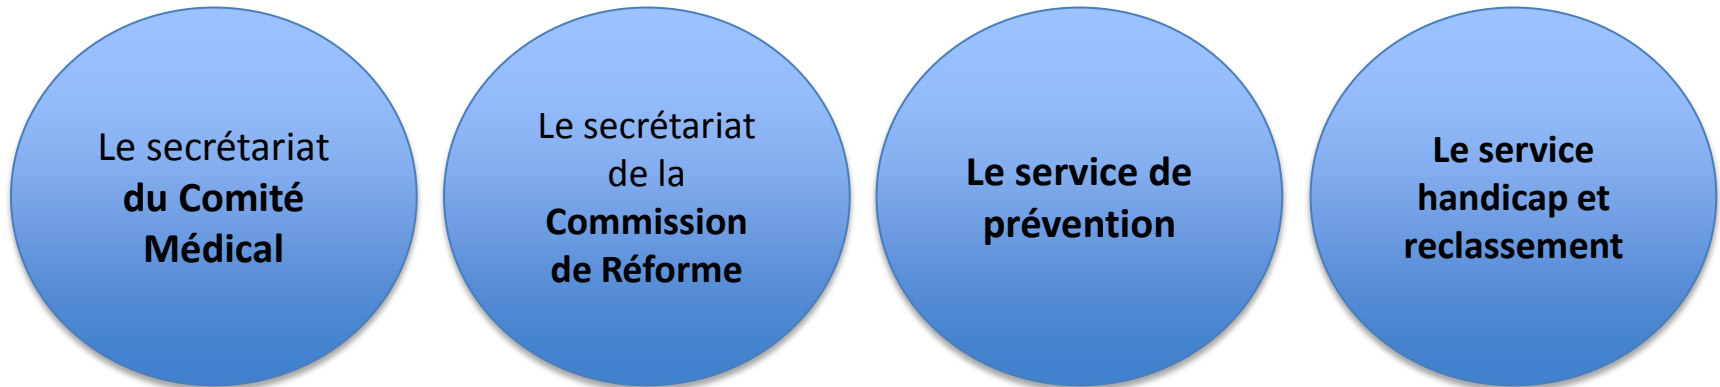 Le secrétariat
du Comité
Médical
Le secrétariat
de la
Commission
de Réforme
Le service de
prévention
Le service
handicap et
reclassement